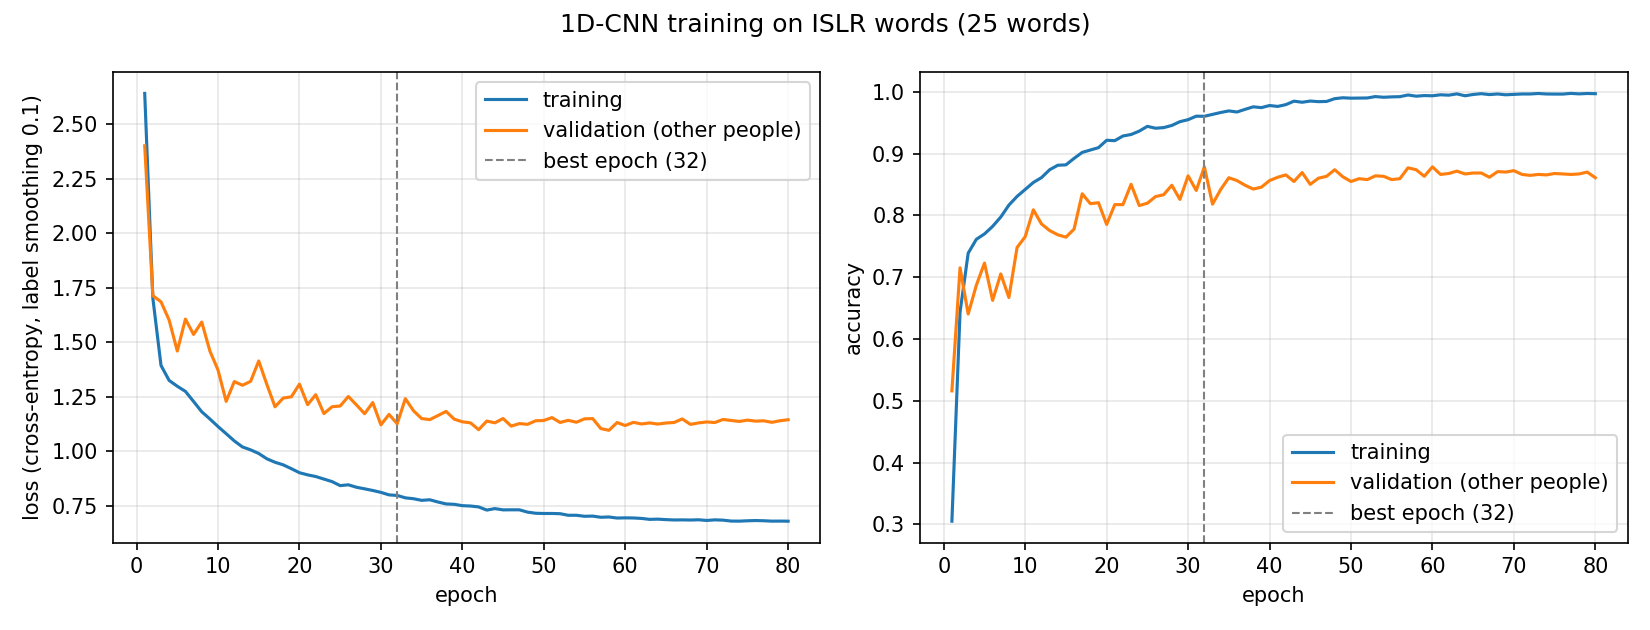 1D-CNN training on ISLR words (25 words)
loss (cross-entropy, label smoothing 0.1)
2.50
2.25
2.00
1.75
1.50
1.25
1.00
0.75
training
validation (other people)
best epoch (32)
0 10 20 30 40 50 60 70 80
epoch
accuracy
1.0
0.9
0.8
0.7
0.6
0.5
0.4
0.3
training
validation (other people)
best epoch (32)
0 10 20 30 40 50 60 70 80
epoch